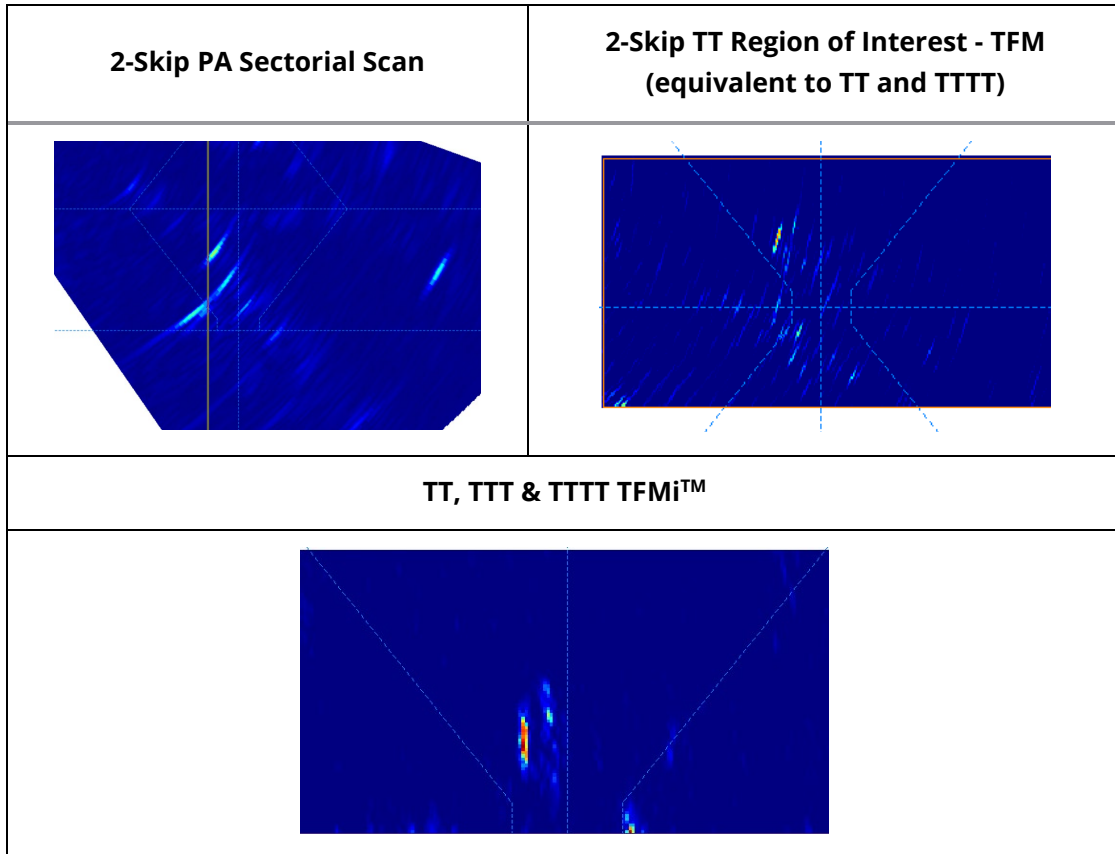 2-Skip PA Sectorial Scan
2-Skip TT Region of Interest - TFM
(equivalent to TT and TTTT)
TT, TTT & TTTT TFMi™